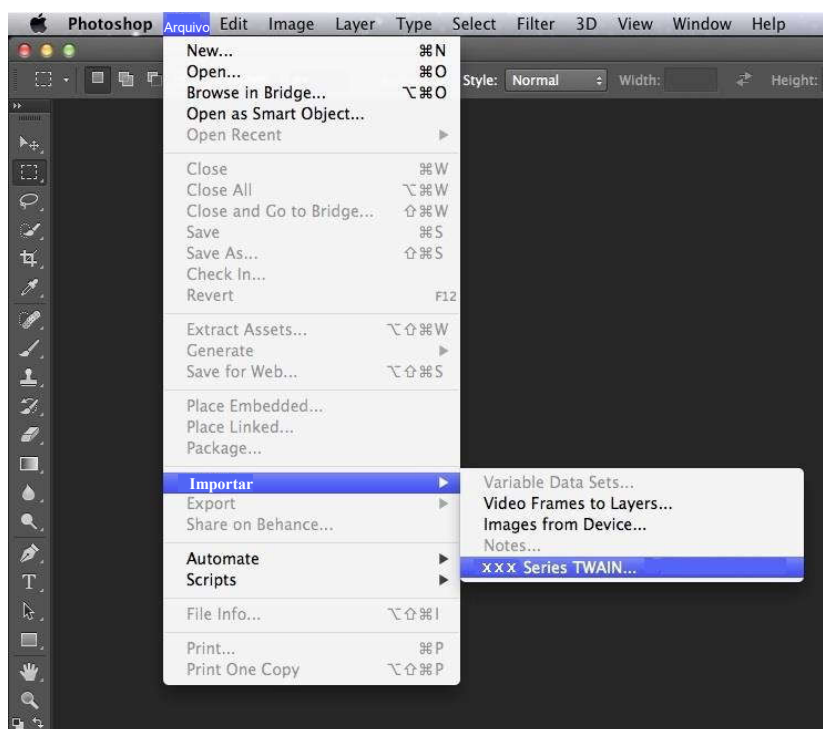 Photoshop Arquivo Edit Image Layer Type Select Filter 3D View Window Help
Style: Normal Width: Height:
New... ⌘N
Open... ⌘O
Browse in Bridge... ⌥⌘O
Open as Smart Object...
Open Recent ▶
Close ⌘W
Close All ⌥⌘W
Close and Go to Bridge... ⇧⌘W
Save ⌘S
Save As... ⇧⌘S
Check In...
Revert F12
Extract Assets... ⌥⇧⌘W
Generate ▶
Save for Web... ⌥⇧⌘S
Place Embedded...
Place Linked...
Package...
Importar ▶
Export ▶
Share on Behance...
Automate ▶
Scripts ▶
File Info... ⌥⇧⌘I
Print... ⌘P
Print One Copy ⌥⇧⌘P
Variable Data Sets...
Video Frames to Layers...
Images from Device...
Notes...
xxx Series TWAIN...